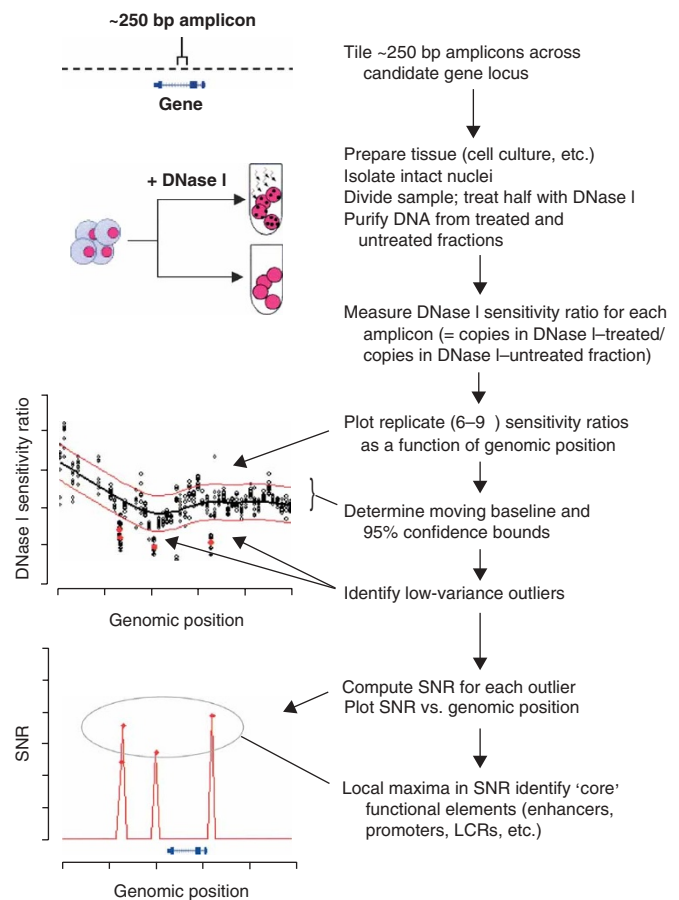 ~250 bp amplicon
Gene
Tile ~250 bp amplicons across
candidate gene locus
+ DNase I
Prepare tissue (cell culture, etc.)
Isolate intact nuclei
Divide sample; treat half with DNase I
Purify DNA from treated and
untreated fractions
Measure DNase I sensitivity ratio for each
amplicon (= copies in DNase I–treated/
copies in DNase I–untreated fraction)
DNase I sensitivity ratio
Genomic position
Plot replicate (6–9 ) sensitivity ratios
as a function of genomic position
Determine moving baseline and
95% confidence bounds
Identify low-variance outliers
SNR
Genomic position
Compute SNR for each outlier
Plot SNR vs. genomic position
Local maxima in SNR identify ‘core’
functional elements (enhancers,
promoters, LCRs, etc.)